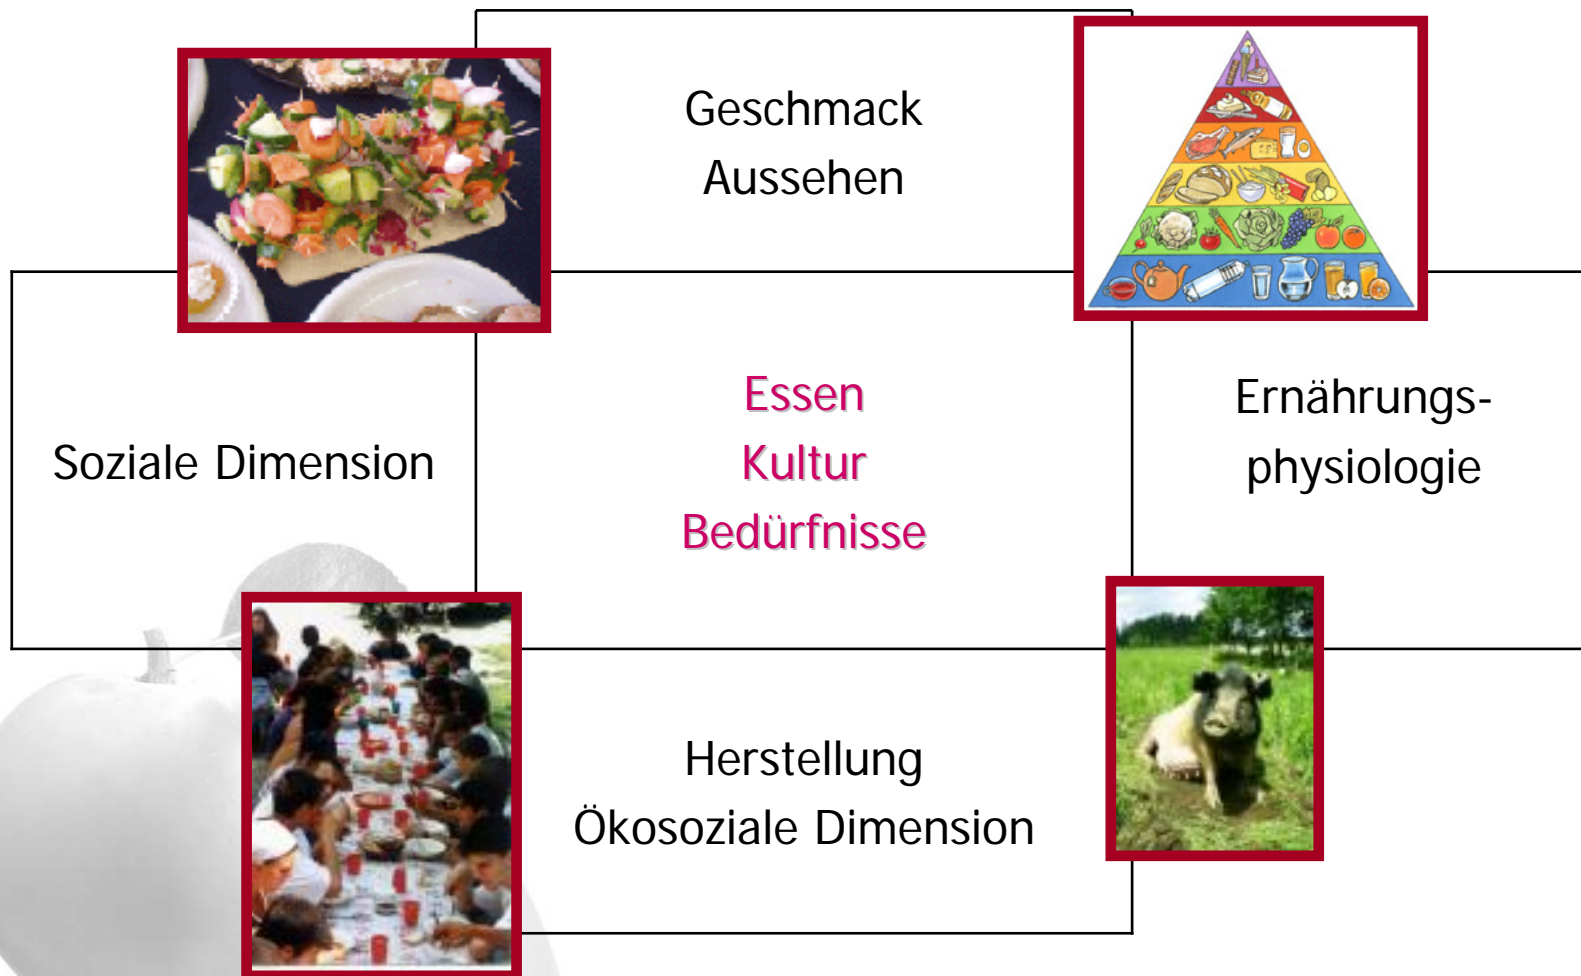 Geschmack
Aussehen
Soziale Dimension
Essen
Kultur
Bedürfnisse
Ernährungs-
physiologie
Herstellung
Ökosoziale Dimension